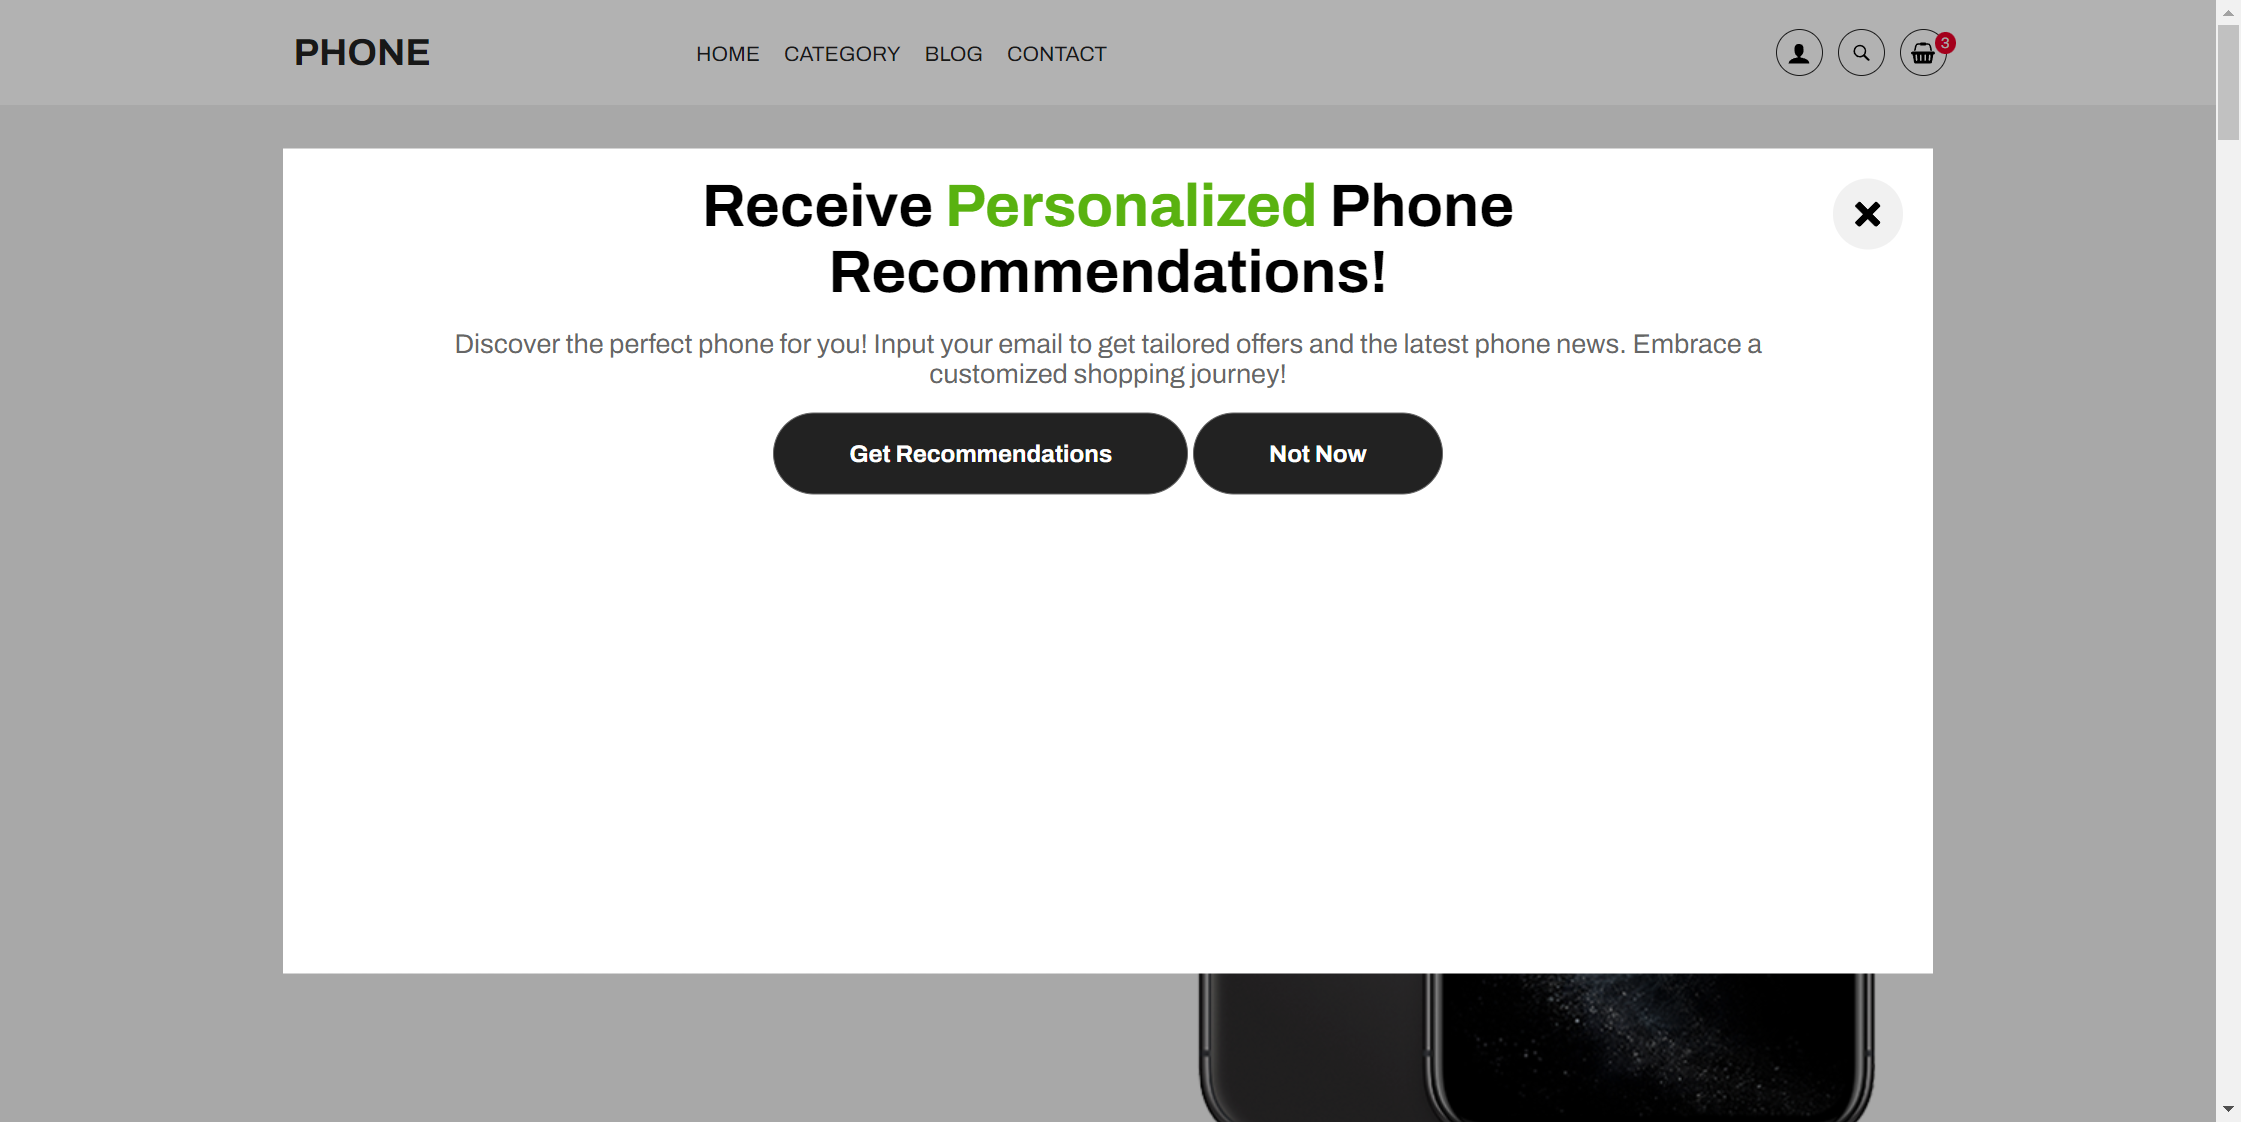 PHONE
HOME CATEGORY BLOG CONTACT
3
Receive Personalized Phone
Recommendations!
Discover the perfect phone for you! Input your email to get tailored offers and the latest phone news. Embrace a
customized shopping journey!
Get Recommendations Not Now